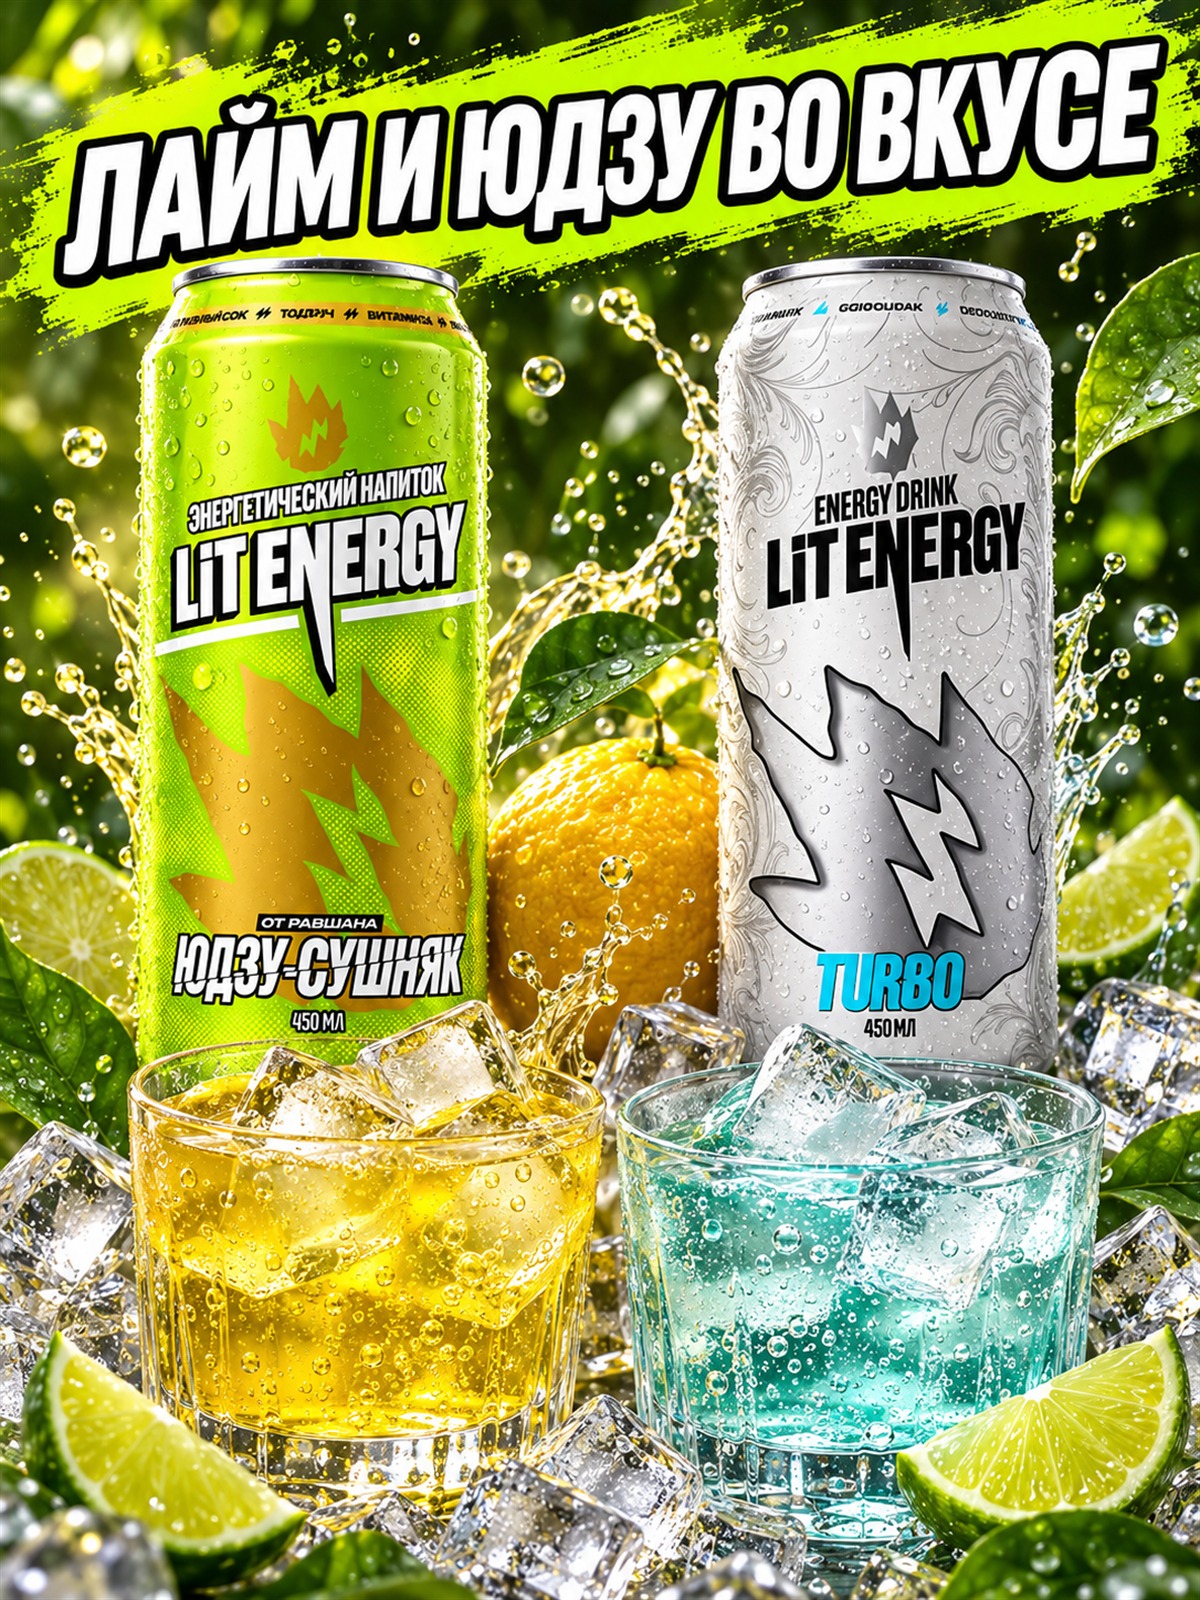 ЛАЙМ И ЮДЗУ ВО ВКУСЕ
ВИТАМИНЫ
ЭНЕРГЕТИЧЕСКИЙ НАПИТОК
LiT ENERGY
ОТ РАВШАНА
ЮДЗУ-СУШНЯК
450 МЛ
ENERGY DRINK
LiT ENERGY
TURBO
450 МЛ